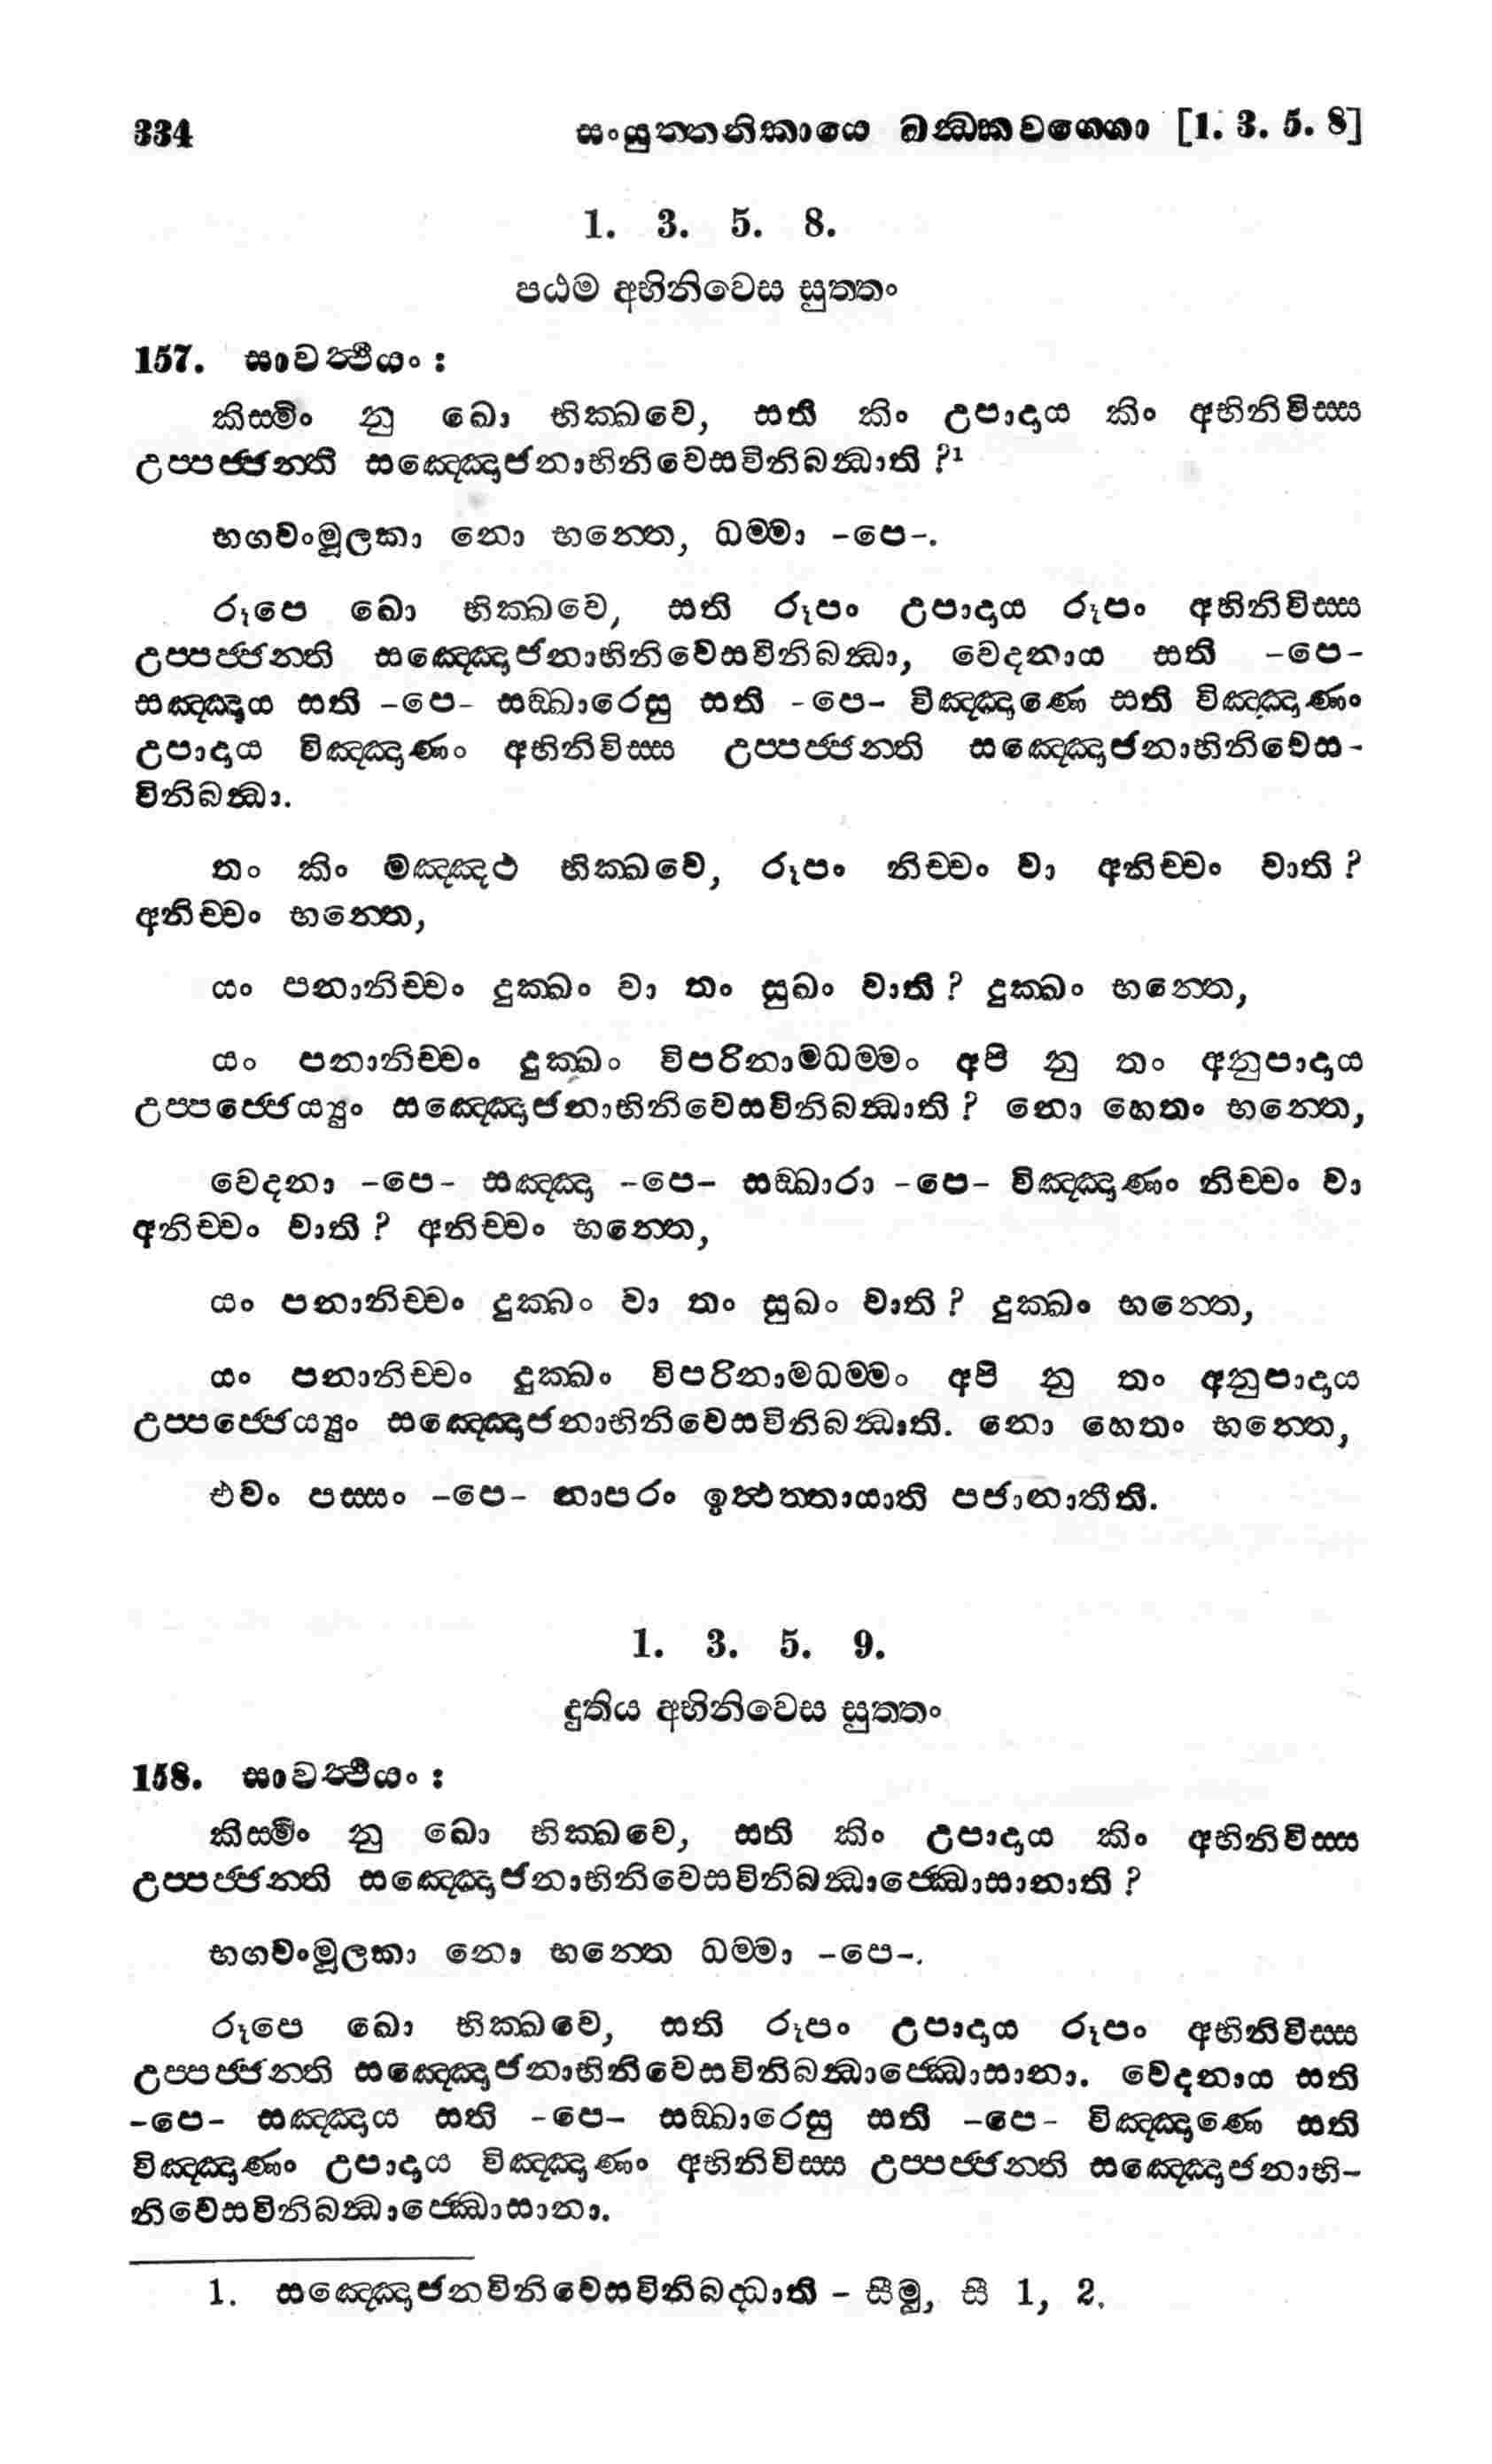 334 සංයුත්තනිකායෙ ඛන්ධකවග්ගො [1. 3. 5. 8]
1. 3. 5. 8.
පඨම අභිනිවෙස සුත්තං
157. සාවත්ථියං :
කිස්මිං නු ඛො භික්ඛවෙ, සති කිං උපාදාය කිං අභිනිවිස්ස
උප්පජ්ජන්ති සඤ්ඤොජනාභිනිවෙසවිනිබන්ධාති ?¹
භගවංමූලකා නො භන්තෙ, ධම්මා -පෙ-.
රූපෙ ඛො භික්ඛවෙ, සති රූපං උපාදාය රූපං අභිනිවිස්ස
උප්පජ්ජන්ති සඤ්ඤොජනාභිනිවෙසවිනිබන්ධා, වෙදනාය සති -පෙ-
සඤ්ඤාය සති -පෙ- සඞ්ඛාරෙසු සති -පෙ- විඤ්ඤාණෙ සති විඤ්ඤාණං
උපාදාය විඤ්ඤාණං අභිනිවිස්ස උප්පජ්ජන්ති සඤ්ඤොජනාභිනිවෙස-
විනිබන්ධා.
තං කිං මඤ්ඤථ භික්ඛවෙ, රූපං නිච්චං වා අනිච්චං වාති ?
අනිච්චං භන්තෙ,
යං පනානිච්චං දුක්ඛං වා තං සුඛං වාති ? දුක්ඛං භන්තෙ,
යං පනානිච්චං දුක්ඛං විපරිනාමධම්මං අපි නු තං අනුපාදාය
උප්පජ්ජෙය්‍යුං සඤ්ඤොජනාභිනිවෙසවිනිබන්ධාති ? නො හෙතං භන්තෙ,
වෙදනා -පෙ- සඤ්ඤා -පෙ- සඞ්ඛාරා -පෙ- විඤ්ඤාණං නිච්චං වා
අනිච්චං වාති ? අනිච්චං භන්තෙ,
යං පනානිච්චං දුක්ඛං වා තං සුඛං වාති ? දුක්ඛං භන්තෙ,
යං පනානිච්චං දුක්ඛං විපරිනාමධම්මං අපි නු තං අනුපාදාය
උප්පජ්ජෙය්‍යුං සඤ්ඤොජනාභිනිවෙසවිනිබන්ධාති. නො හෙතං භන්තෙ,
එවං පස්සං -පෙ- නාපරං ඉත්ථත්තායාති පජානාතීති.
1. 3. 5. 9.
දුතිය අභිනිවෙස සුත්තං
158. සාවත්ථියං :
කිස්මිං නු ඛො භික්ඛවෙ, සති කිං උපාදාය කිං අභිනිවිස්ස
උප්පජ්ජන්ති සඤ්ඤොජනාභිනිවෙසවිනිබන්ධාජ්ඣොසානාති ?
භගවංමූලකා නො භන්තෙ ධම්මා -පෙ-.
රූපෙ ඛො භික්ඛවෙ, සති රූපං උපාදාය රූපං අභිනිවිස්ස
උප්පජ්ජන්ති සඤ්ඤොජනාභිනිවෙසවිනිබන්ධාජ්ඣොසානා. වෙදනාය සති
-පෙ- සඤ්ඤාය සති -පෙ- සඞ්ඛාරෙසු සති -පෙ- විඤ්ඤාණෙ සති
විඤ්ඤාණං උපාදාය විඤ්ඤාණං අභිනිවිස්ස උප්පජ්ජන්ති සඤ්ඤොජනාභි-
නිවෙසවිනිබන්ධාජ්ඣොසානා.
1. සඤ්ඤොජනවිනිවෙසවිනිබද්ධාති - සීමු, සී 1, 2.